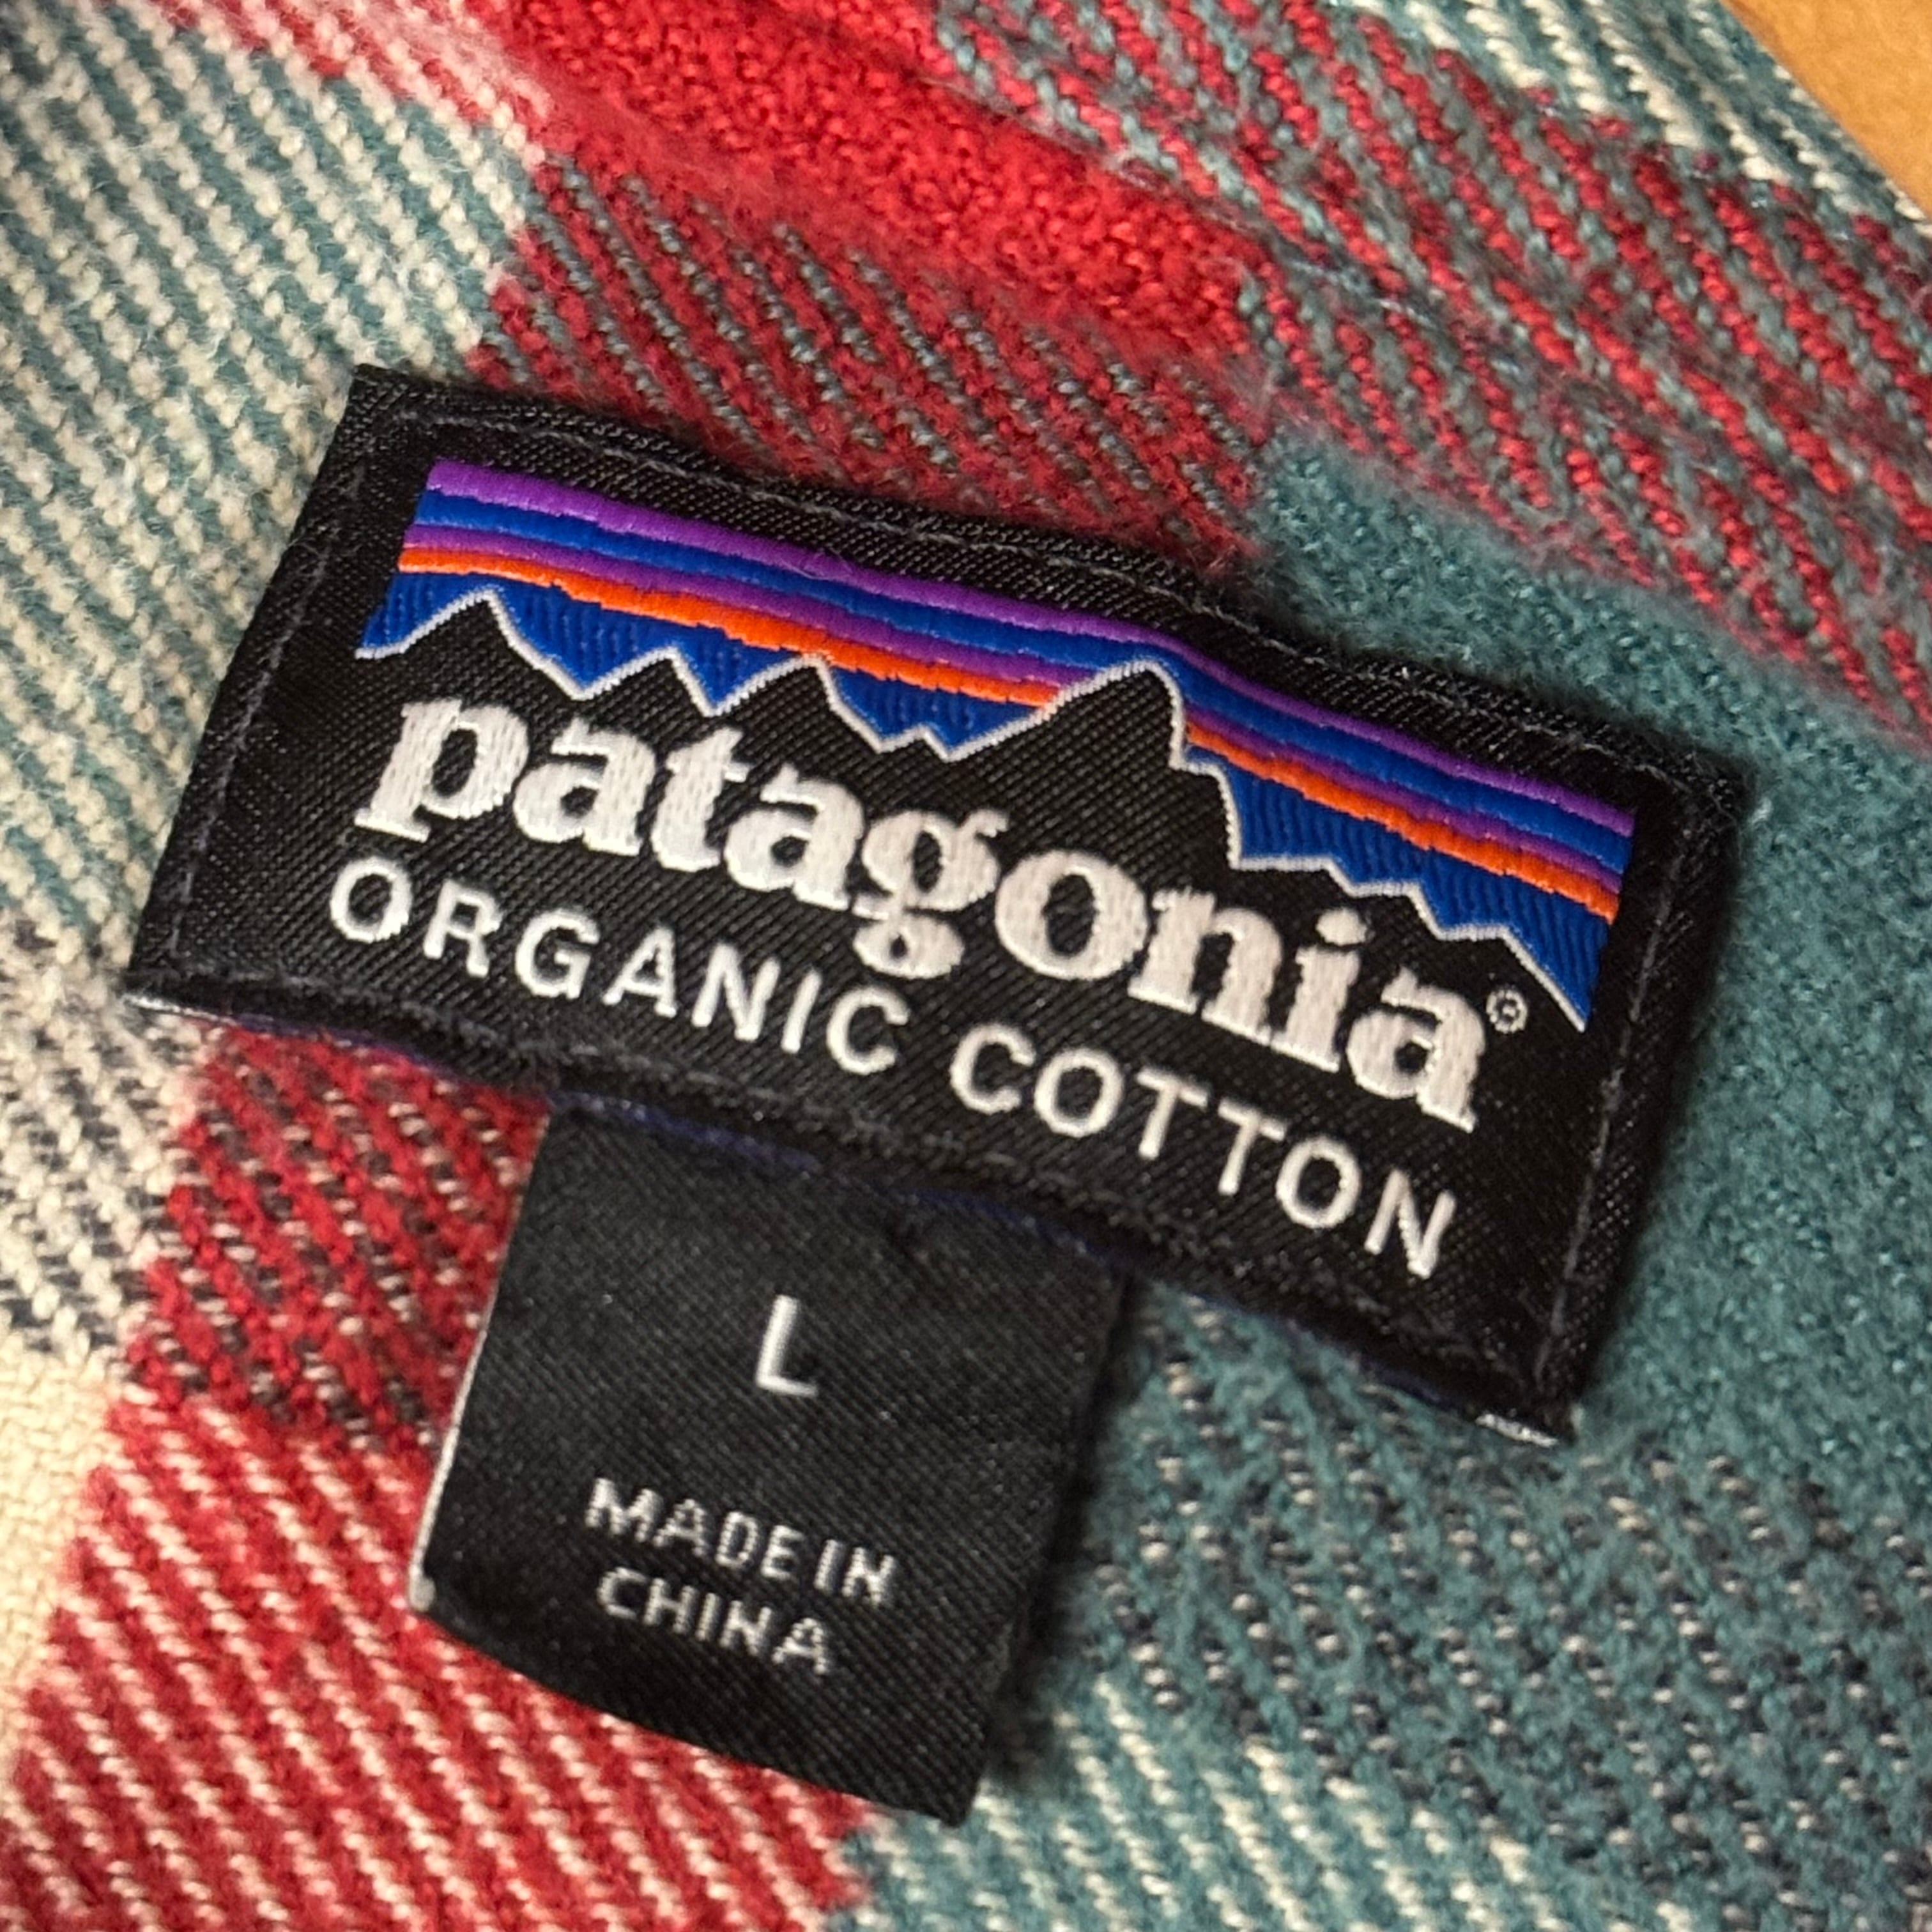 patagonia®
ORGANIC COTTON
L
MADE IN
CHINA